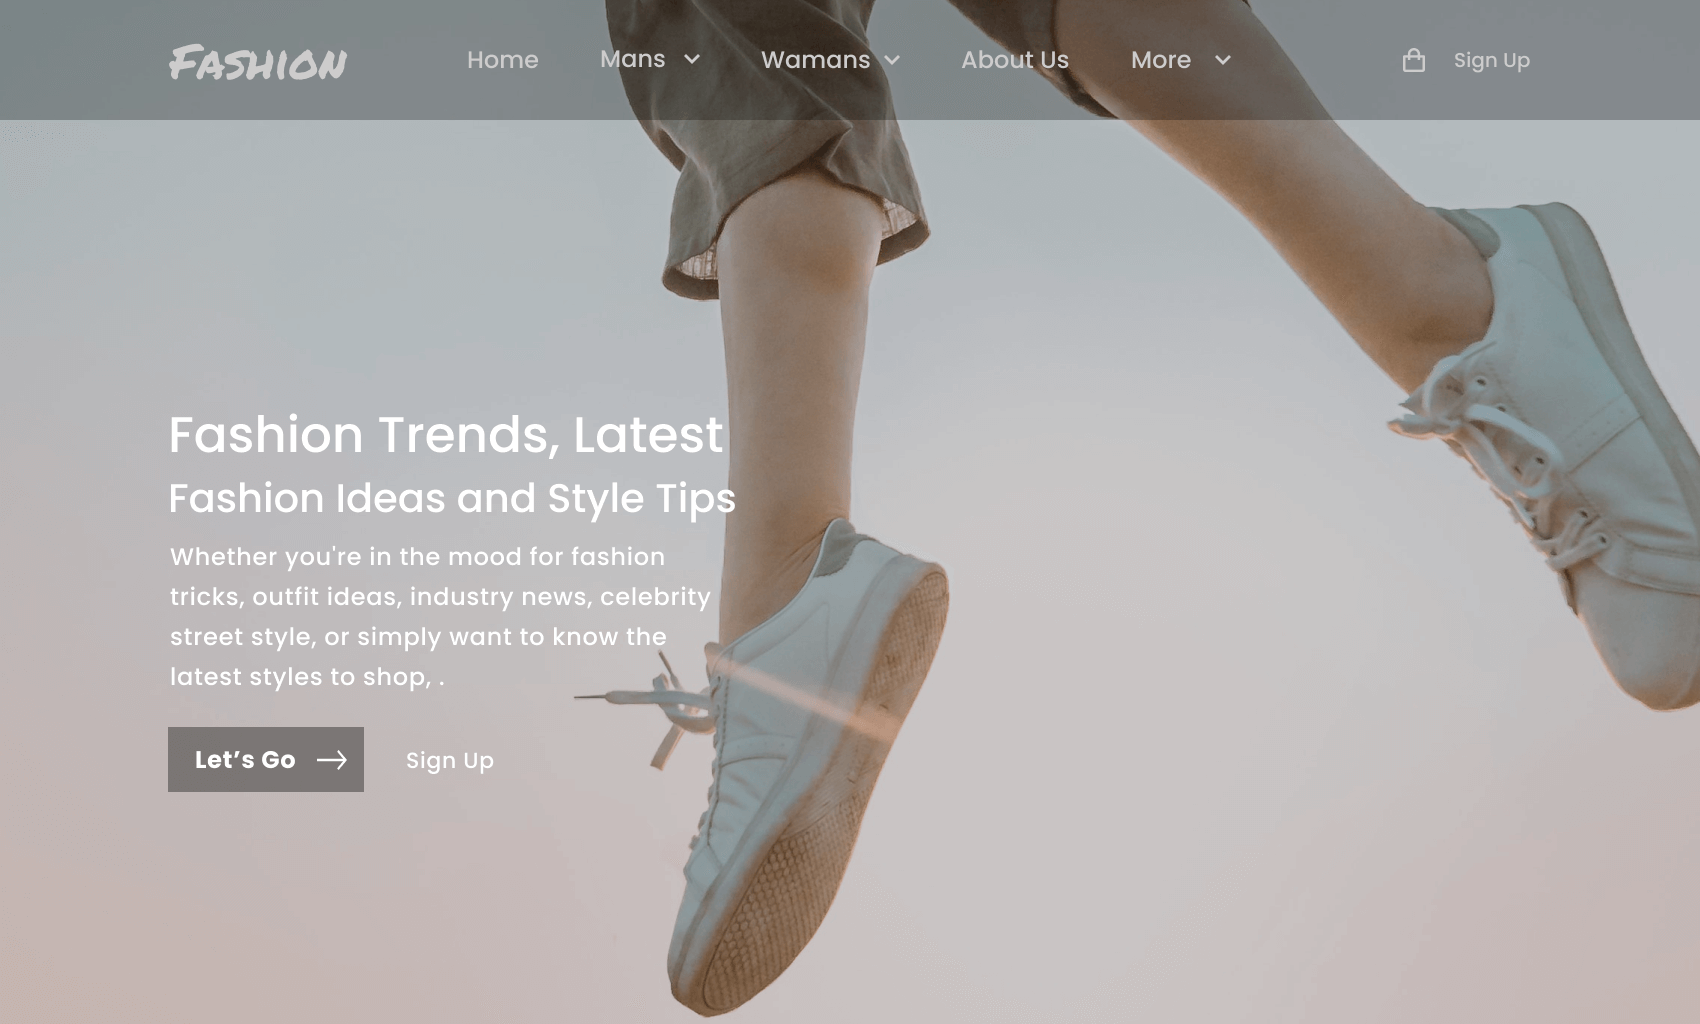 FASHION
Home
Mans
Wamans
About Us
More
Sign Up
Fashion Trends, Latest
Fashion Ideas and Style Tips
Whether you're in the mood for fashion
tricks, outfit ideas, industry news, celebrity
street style, or simply want to know the
latest styles to shop, .
Let’s Go
Sign Up